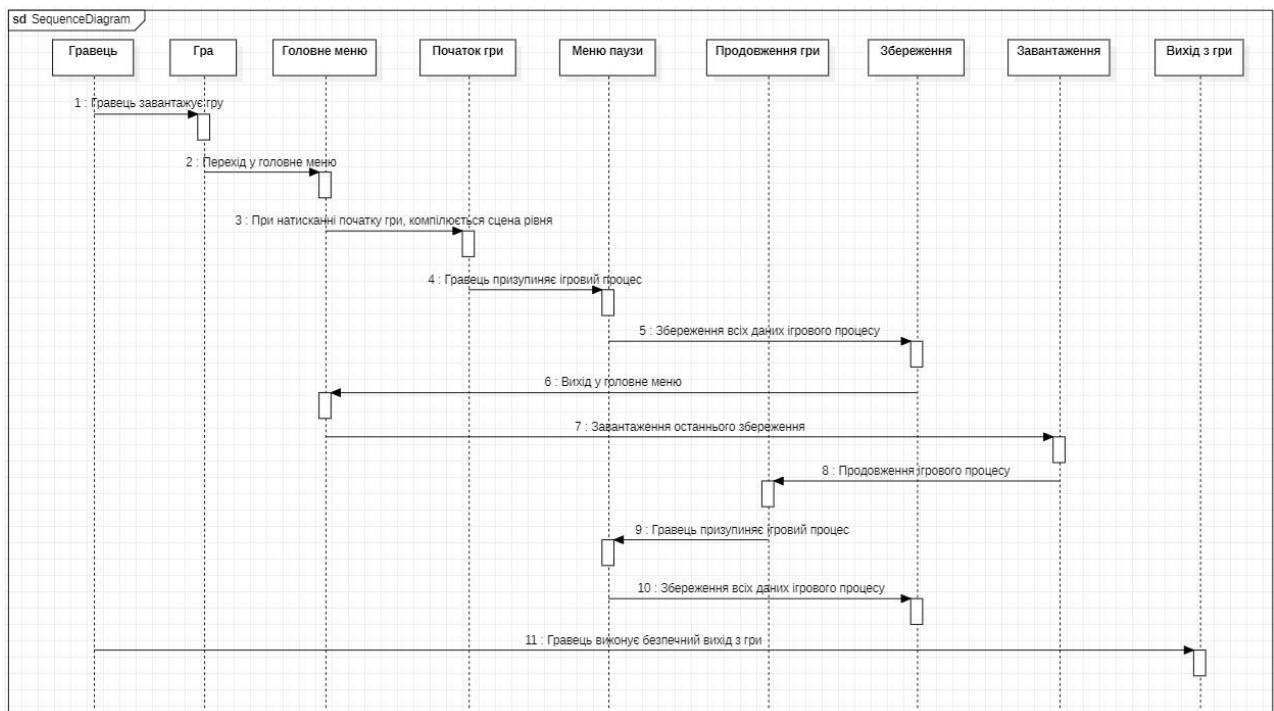 sd SequenceDiagram
Гравець
Гра
Головне меню
Початок гри
Меню паузи
Продовження гри
Збереження
Завантаження
Вихід з гри
1 : Гравець завантажує гру
2 : Перехід у головне меню
3 : При натисканні початку гри, компілюється сцена рівня
4 : Гравець призупиняє ігровий процес
5 : Збереження всіх даних ігрового процесу
6 : Вихід у головне меню
7 : Завантаження останнього збереження
8 : Продовження ігрового процесу
9 : Гравець призупиняє ігровий процес
10 : Збереження всіх даних ігрового процесу
11 : Гравець виконує безпечний вихід з гри